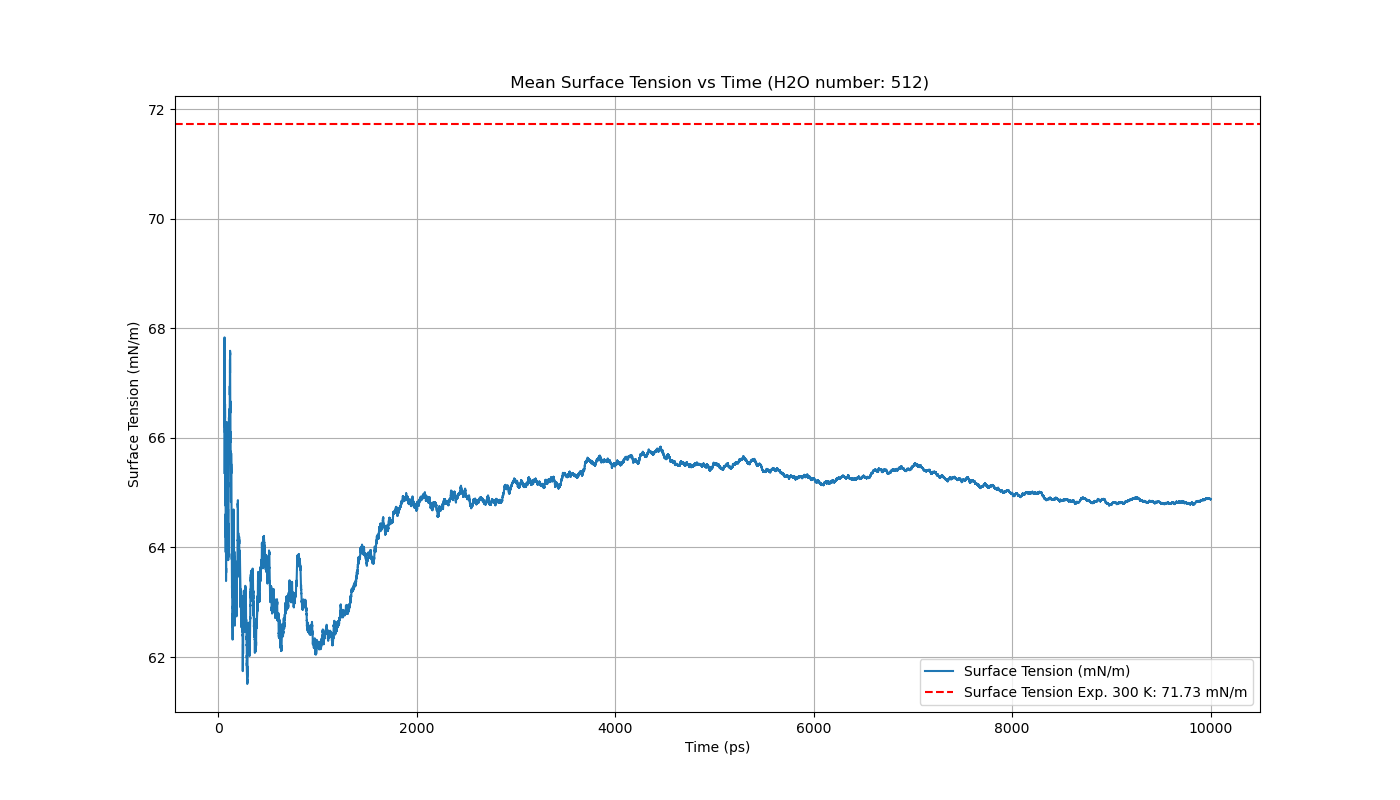 Mean Surface Tension vs Time (H2O number: 512)
Surface Tension (mN/m)
72
70
68
66
64
62
0
2000
4000
6000
8000
10000
Time (ps)
Surface Tension (mN/m)
Surface Tension Exp. 300 K: 71.73 mN/m